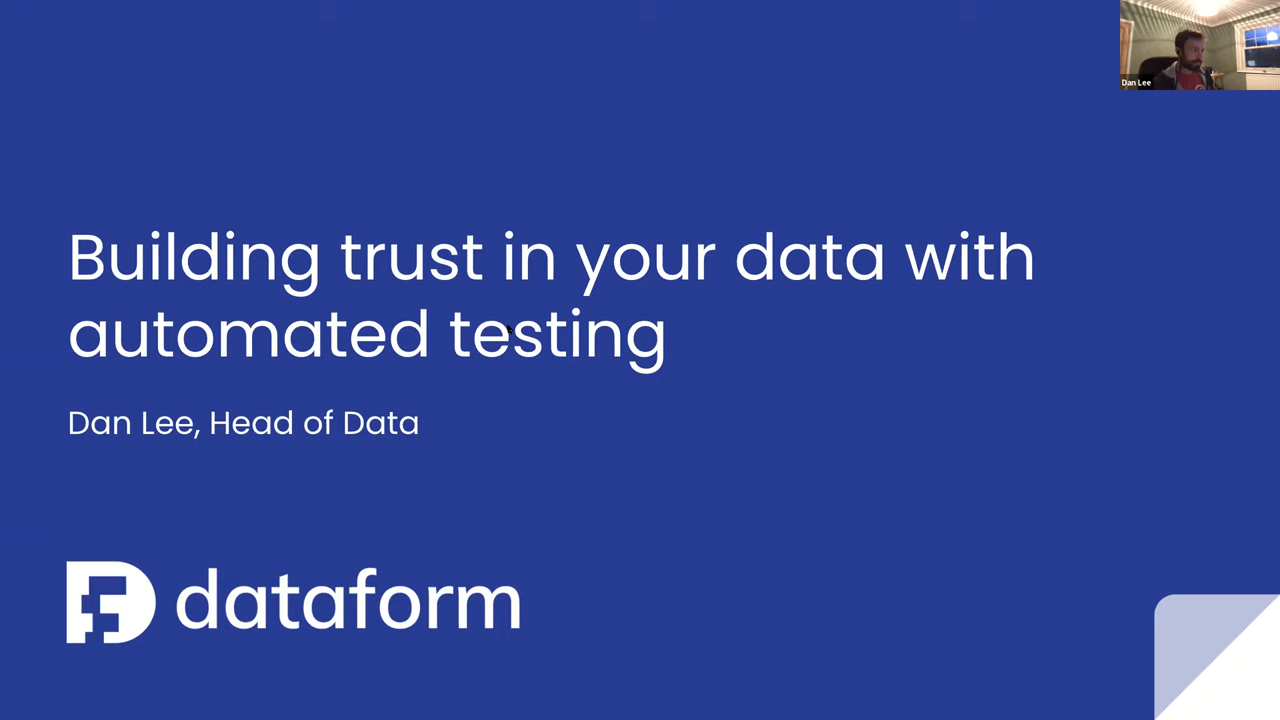 Dan Lee
Building trust in your data with
automated testing
Dan Lee, Head of Data
dataform